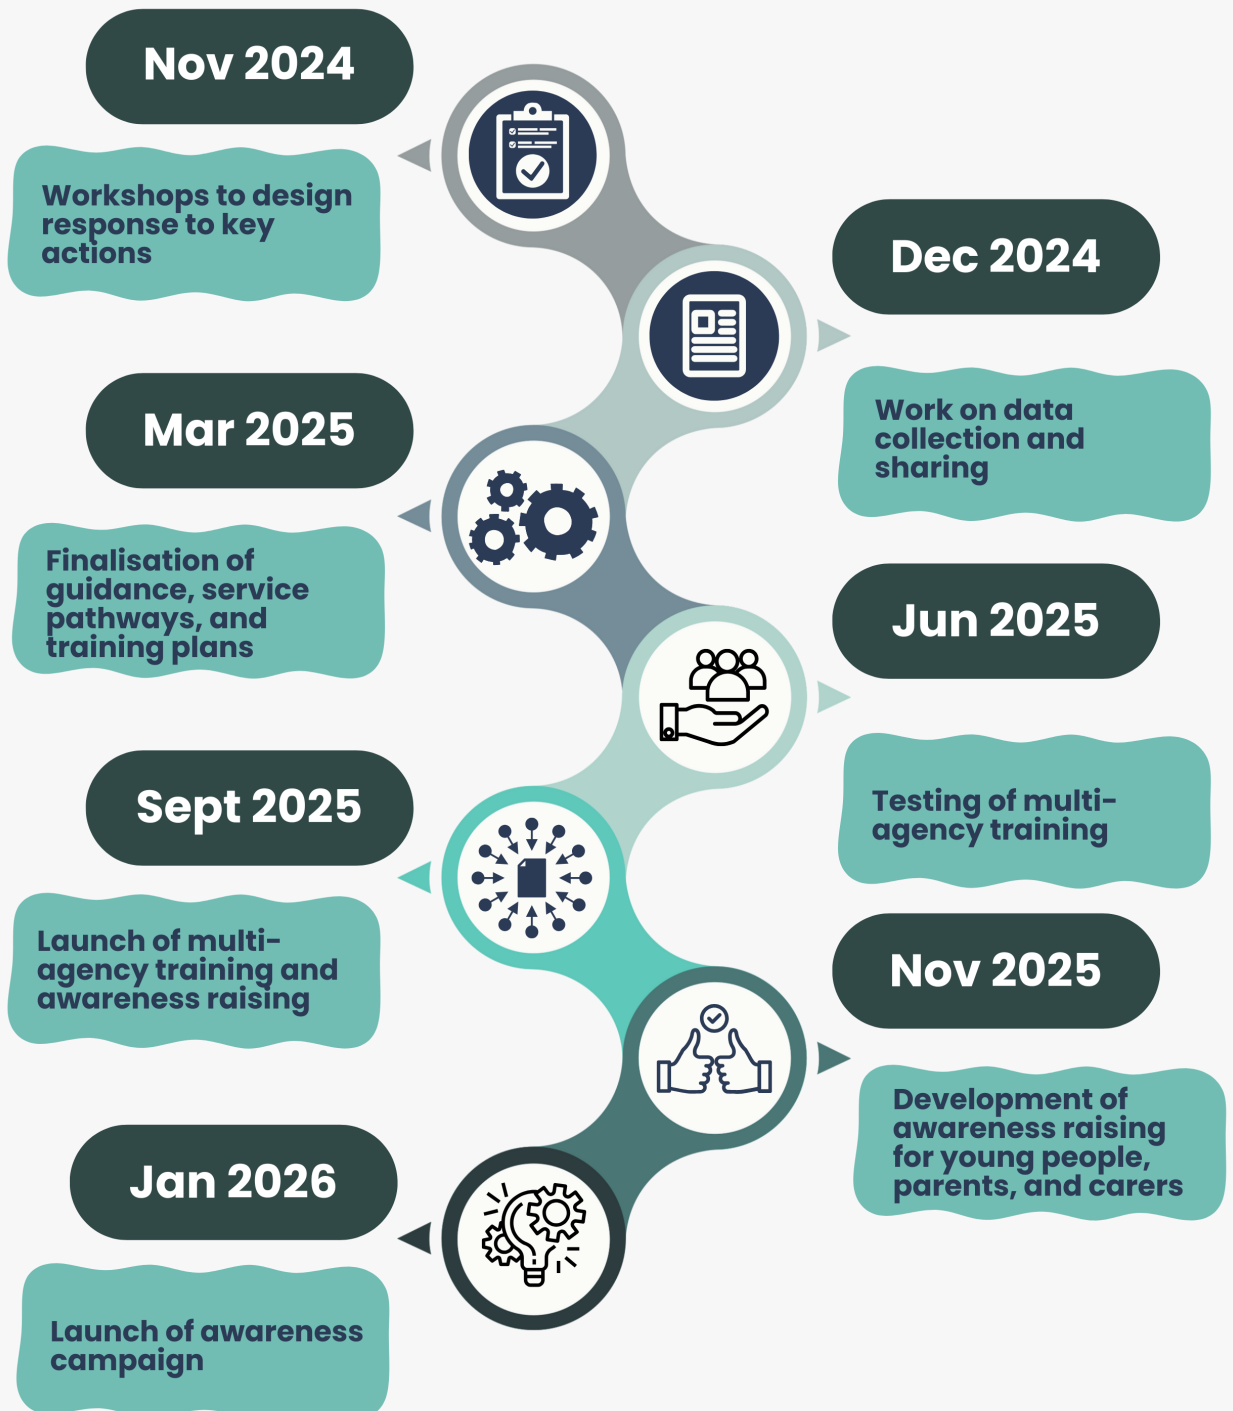 Nov 2024
Workshops to design
response to key
actions
Dec 2024
Work on data
collection and
sharing
Mar 2025
Finalisation of
guidance, service
pathways, and
training plans
Jun 2025
Testing of multi-
agency training
Sept 2025
Launch of multi-
agency training and
awareness raising
Nov 2025
Development of
awareness raising
for young people,
parents, and carers
Jan 2026
Launch of awareness
campaign